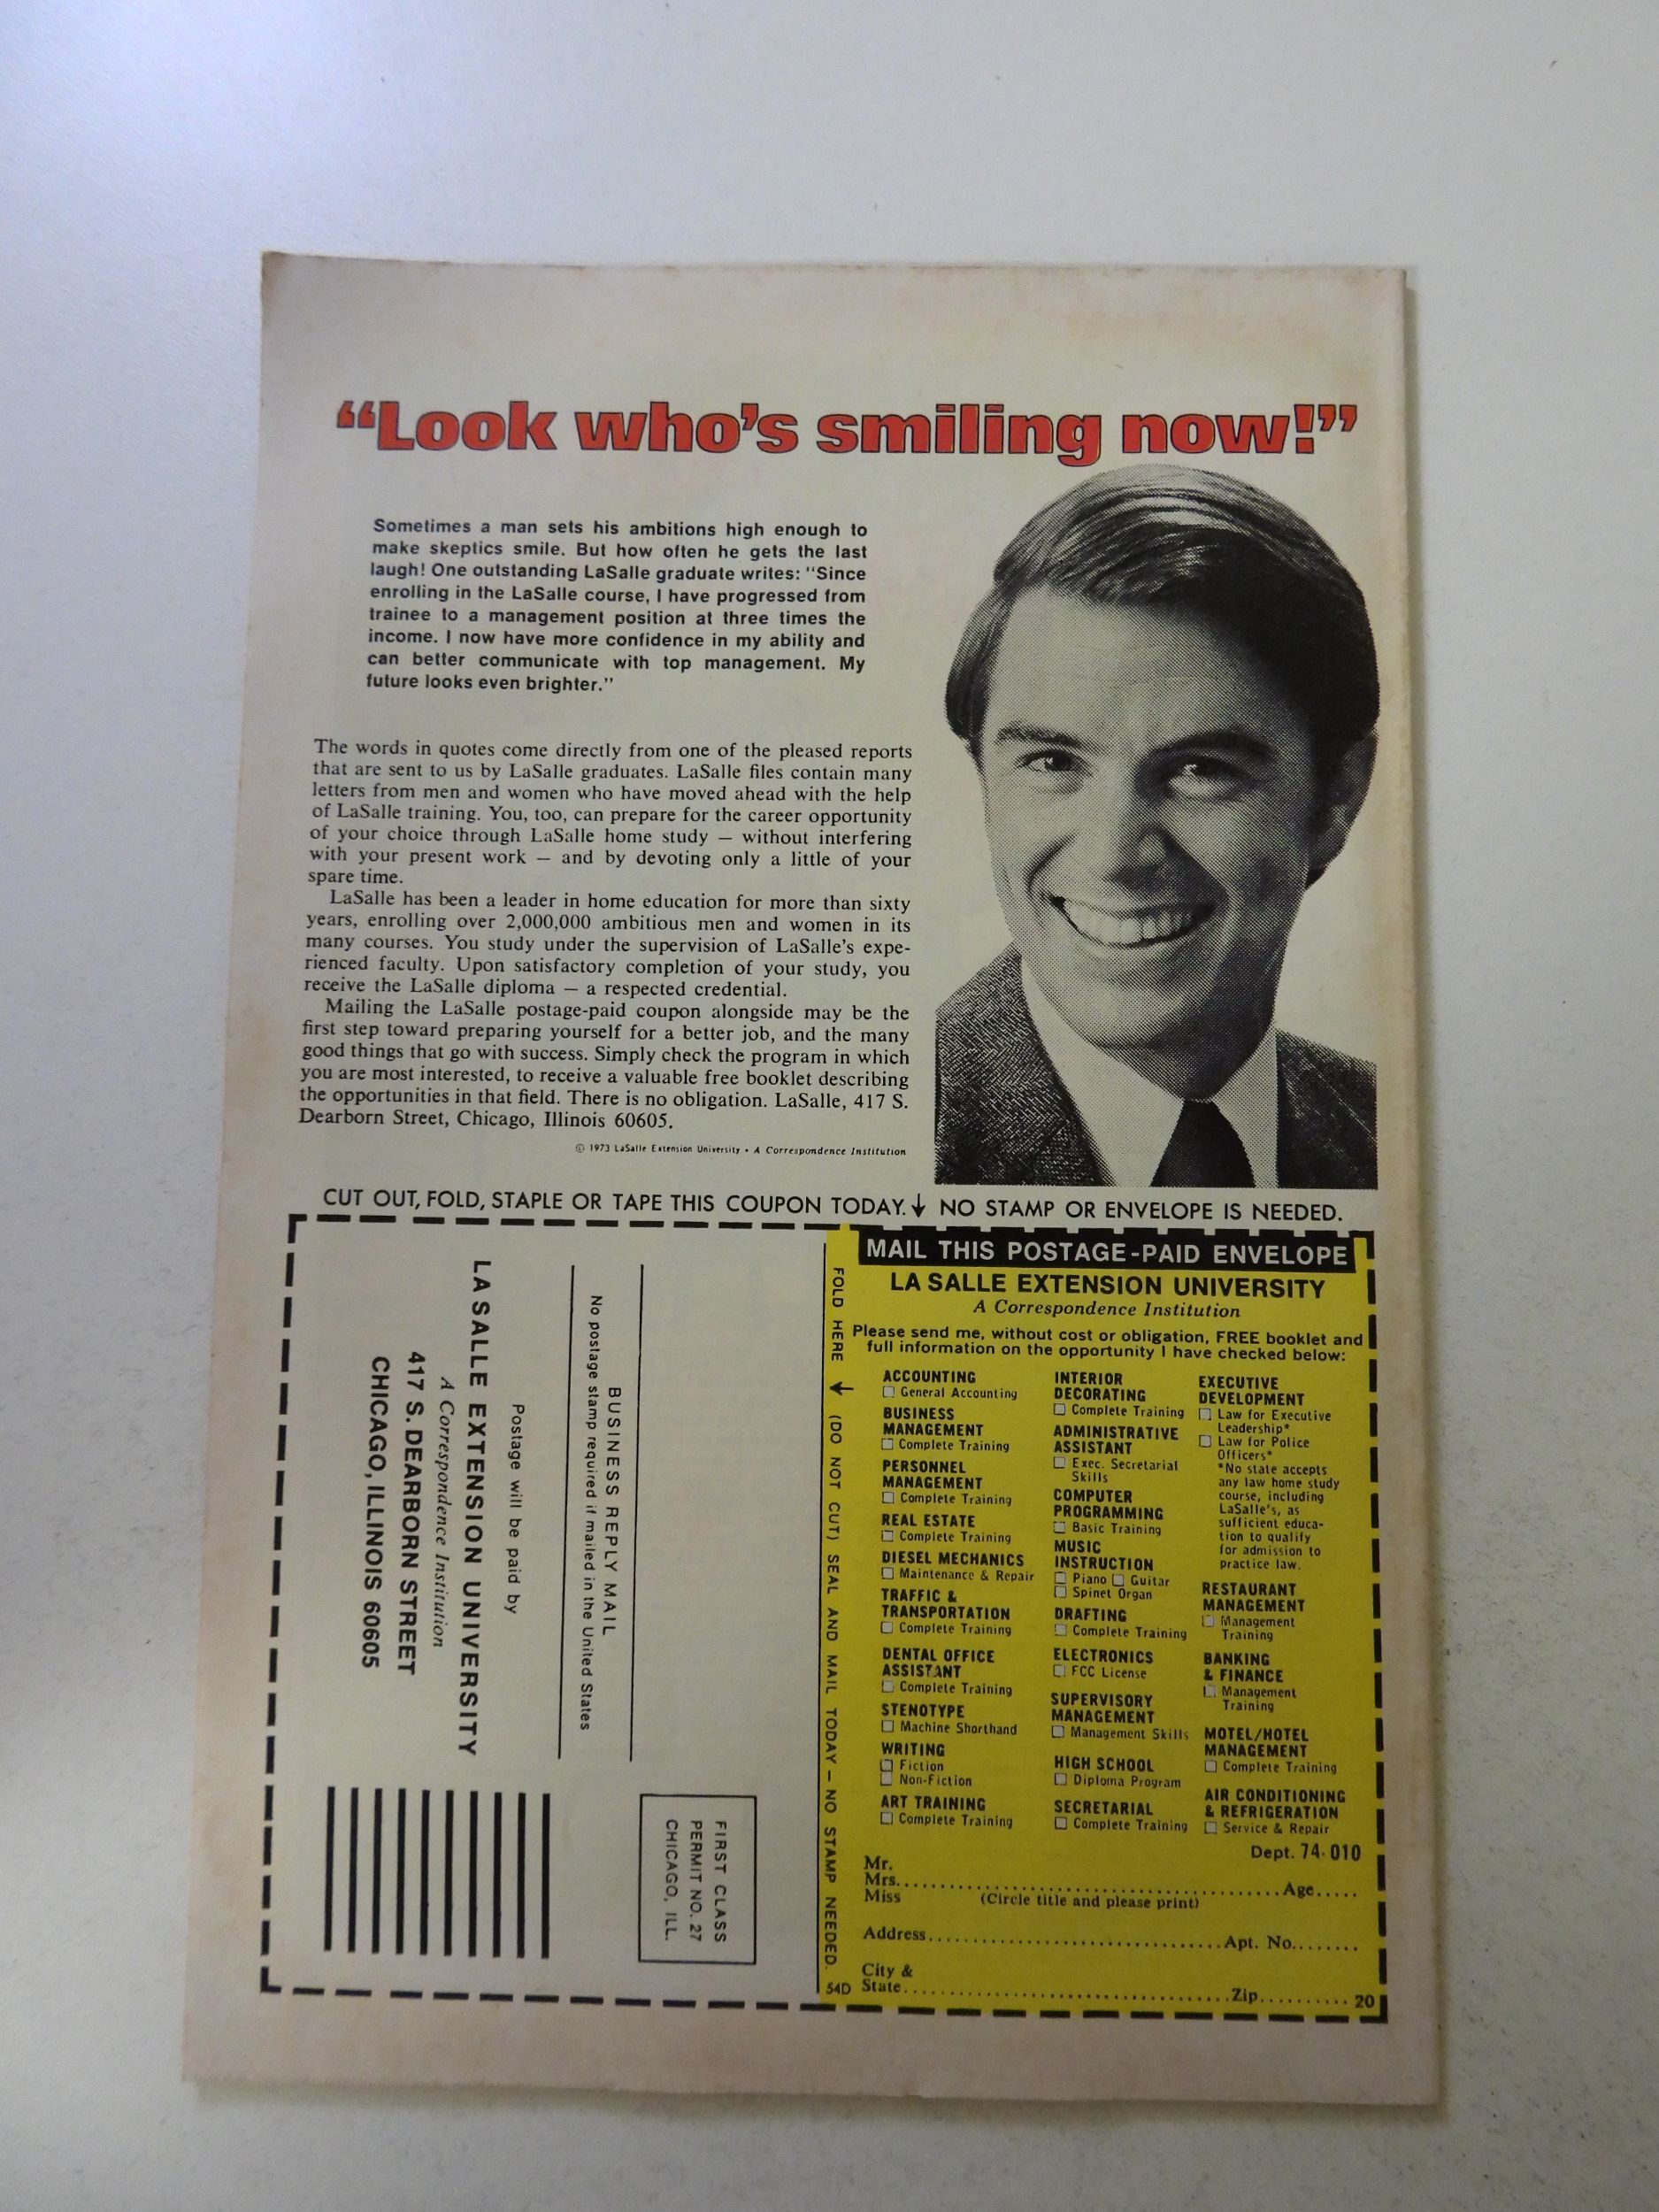 “Look who’s smiling now!”
Sometimes a man sets his ambitions high enough to
make skeptics smile. But how often he gets the last
laugh! One outstanding LaSalle graduate writes: “Since
enrolling in the LaSalle course, I have progressed from
trainee to a management position at three times the
income. I now have more confidence in my ability and
can better communicate with top management. My
future looks even brighter.”
The words in quotes come directly from one of the pleased reports
that are sent to us by LaSalle graduates. LaSalle files contain many
letters from men and women who have moved ahead with the help
of LaSalle training. You, too, can prepare for the career opportunity
of your choice through LaSalle home study — without interfering
with your present work — and by devoting only a little of your
spare time.
LaSalle has been a leader in home education for more than sixty
years, enrolling over 2,000,000 ambitious men and women in its
many courses. You study under the supervision of LaSalle's expe-
rienced faculty. Upon satisfactory completion of your study, you
receive the LaSalle diploma — a respected credential.
Mailing the LaSalle postage-paid coupon alongside may be the
first step toward preparing yourself for a better job, and the many
good things that go with success. Simply check the program in which
you are most interested, to receive a valuable free booklet describing
the opportunities in that field. There is no obligation. LaSalle, 417 S.
Dearborn Street, Chicago, Illinois 60605.
© 1973 LaSalle Extension University • A Correspondence Institution
CUT OUT, FOLD, STAPLE OR TAPE THIS COUPON TODAY. ↓ NO STAMP OR ENVELOPE IS NEEDED.
FIRST CLASS
PERMIT NO. 27
CHICAGO, ILL.
BUSINESS REPLY MAIL
No postage stamp required if mailed in the United States
Postage will be paid by
LA SALLE EXTENSION UNIVERSITY
A Correspondence Institution
417 S. DEARBORN STREET
CHICAGO, ILLINOIS 60605
FOLD HERE ↓ (DO NOT CUT) SEAL AND MAIL TODAY — NO STAMP NEEDED.
54D
MAIL THIS POSTAGE-PAID ENVELOPE
LA SALLE EXTENSION UNIVERSITY
A Correspondence Institution
Please send me, without cost or obligation, FREE booklet and
full information on the opportunity I have checked below:
ACCOUNTING
☐ General Accounting
BUSINESS
MANAGEMENT
☐ Complete Training
PERSONNEL
MANAGEMENT
☐ Complete Training
REAL ESTATE
☐ Complete Training
DIESEL MECHANICS
☐ Maintenance & Repair
TRAFFIC &
TRANSPORTATION
☐ Complete Training
DENTAL OFFICE
ASSISTANT
☐ Complete Training
STENOTYPE
☐ Machine Shorthand
WRITING
☐ Fiction
☐ Non-Fiction
ART TRAINING
☐ Complete Training
INTERIOR
DECORATING
☐ Complete Training
ADMINISTRATIVE
ASSISTANT
☐ Exec. Secretarial
Skills
COMPUTER
PROGRAMMING
☐ Basic Training
MUSIC
INSTRUCTION
☐ Piano ☐ Guitar
☐ Spinet Organ
DRAFTING
☐ Complete Training
ELECTRONICS
☐ FCC License
SUPERVISORY
MANAGEMENT
☐ Management Skills
HIGH SCHOOL
☐ Diploma Program
SECRETARIAL
☐ Complete Training
EXECUTIVE
DEVELOPMENT
☐ Law for Executive
Leadership*
☐ Law for Police
Officers*
*No state accepts
any law home study
course, including
LaSalle's, as
sufficient educa-
tion to qualify
for admission to
practice law.
RESTAURANT
MANAGEMENT
☐ Management
Training
BANKING
& FINANCE
☐ Management
Training
MOTEL/HOTEL
MANAGEMENT
☐ Complete Training
AIR CONDITIONING
& REFRIGERATION
☐ Service & Repair
Dept. 74-010
Mr.
Mrs. Age
Miss (Circle title and please print)
Address Apt. No.
City &
State Zip 20